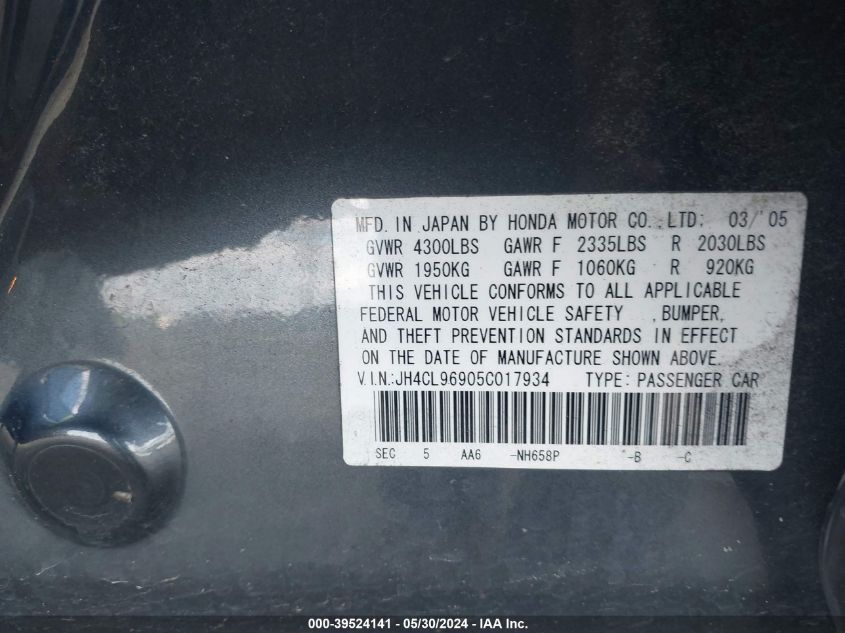 MFD. IN JAPAN BY HONDA MOTOR CO.,LTD; 03/'05
GVWR 4300LBS GAWR F 2335LBS R 2030LBS
GVWR 1950KG GAWR F 1060KG R 920KG
THIS VEHICLE CONFORMS TO ALL APPLICABLE
FEDERAL MOTOR VEHICLE SAFETY , BUMPER,
AND THEFT PREVENTION STANDARDS IN EFFECT
ON THE DATE OF MANUFACTURE SHOWN ABOVE.
V.I.N.:JH4CL96905C017934 TYPE: PASSENGER CAR
SEC 5 AA6 -NH658P -B -C
000-39524141 - 05/30/2024 - IAA Inc.